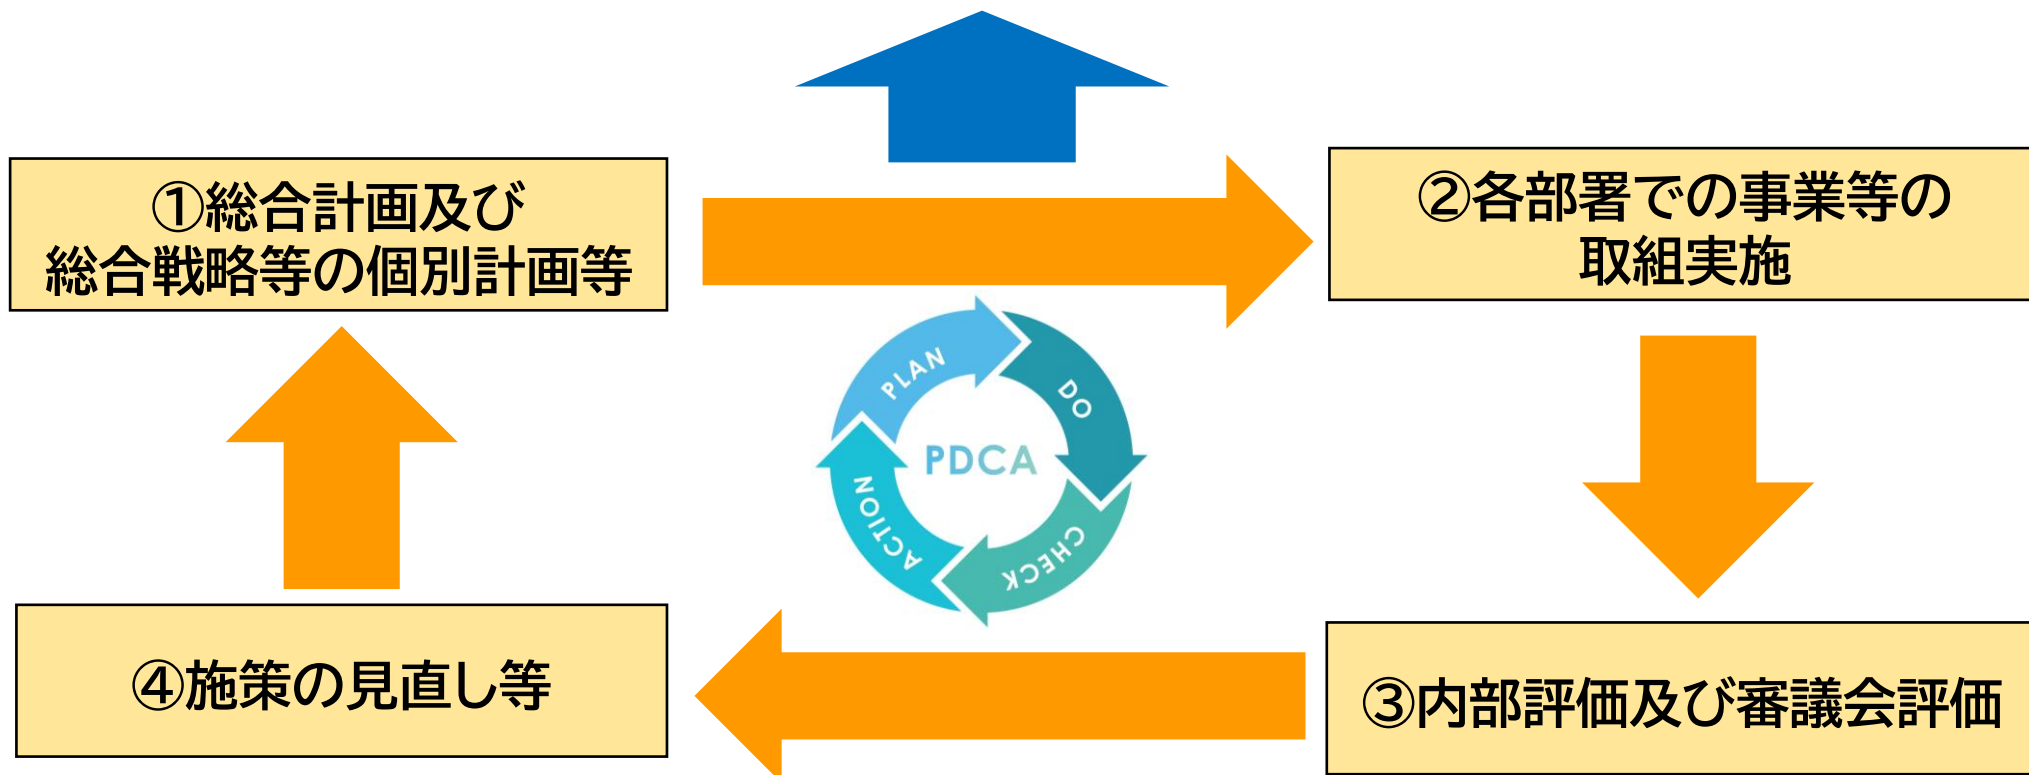 ①総合計画及び
総合戦略等の個別計画等
②各部署での事業等の
取組実施
PLAN
DO
PDCA
CHECK
ACTION
④施策の見直し等
③内部評価及び審議会評価